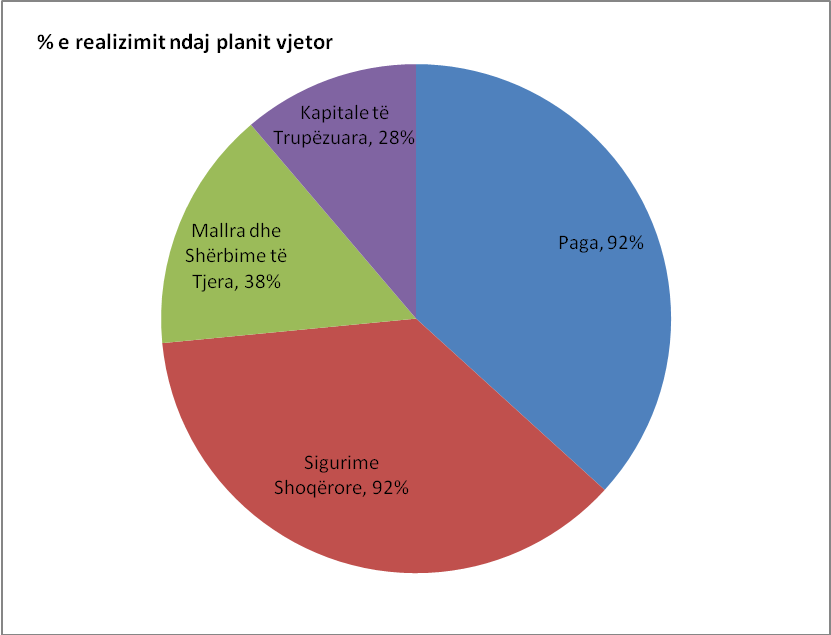 % e realizimit ndaj planit vjetor
Kapitale të
Trupëzuara, 28%
Paga, 92%
Mallra dhe
Shërbime të
Tjera, 38%
Sigurime
Shoqërore, 92%